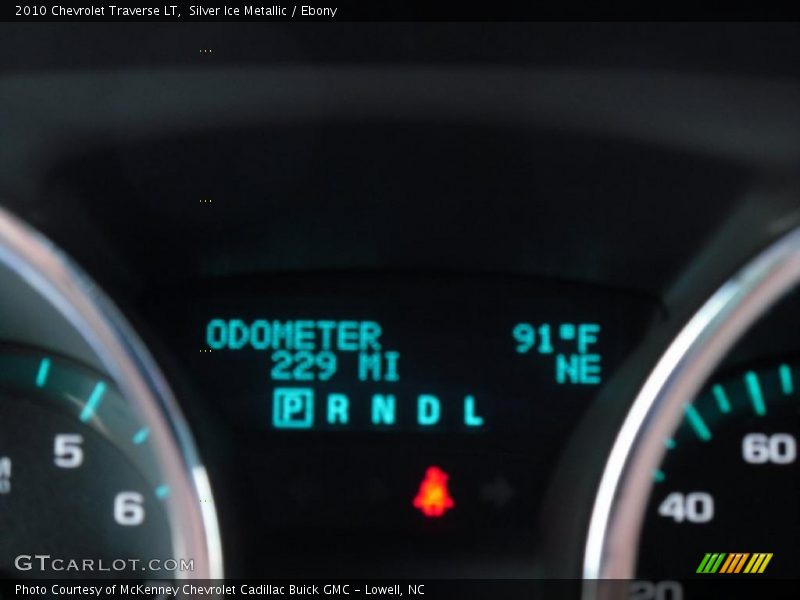 2010 Chevrolet Traverse LT, Silver Ice Metallic / Ebony
ODOMETER 91°F
229 MI NE
P R N D L
5
6
60
40
20
GTCARLOT.COM
Photo Courtesy of McKenney Chevrolet Cadillac Buick GMC - Lowell, NC